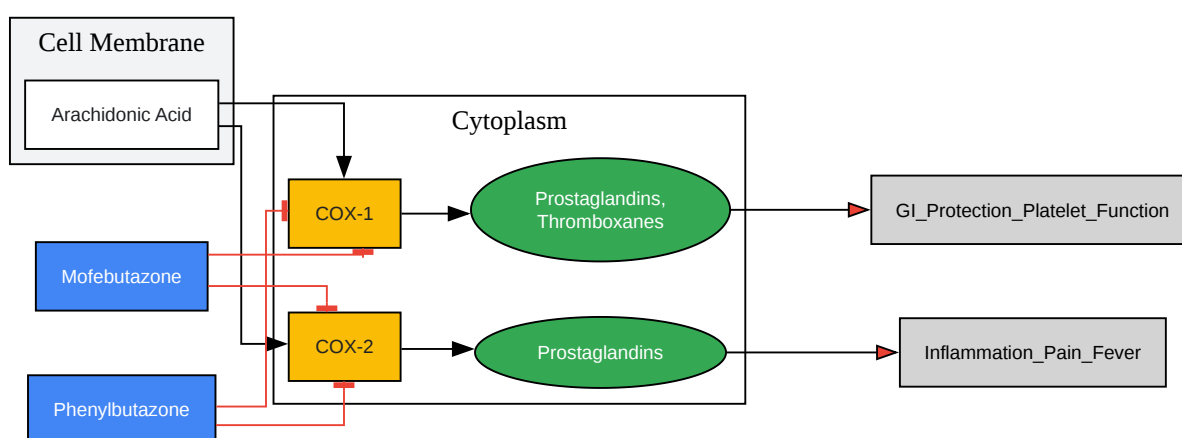 Cell Membrane
Arachidonic Acid
Cytoplasm
COX-1
Prostaglandins,
Thromboxanes
GI_Protection_Platelet_Function
Mofebutazone
COX-2
Prostaglandins
Inflammation_Pain_Fever
Phenylbutazone